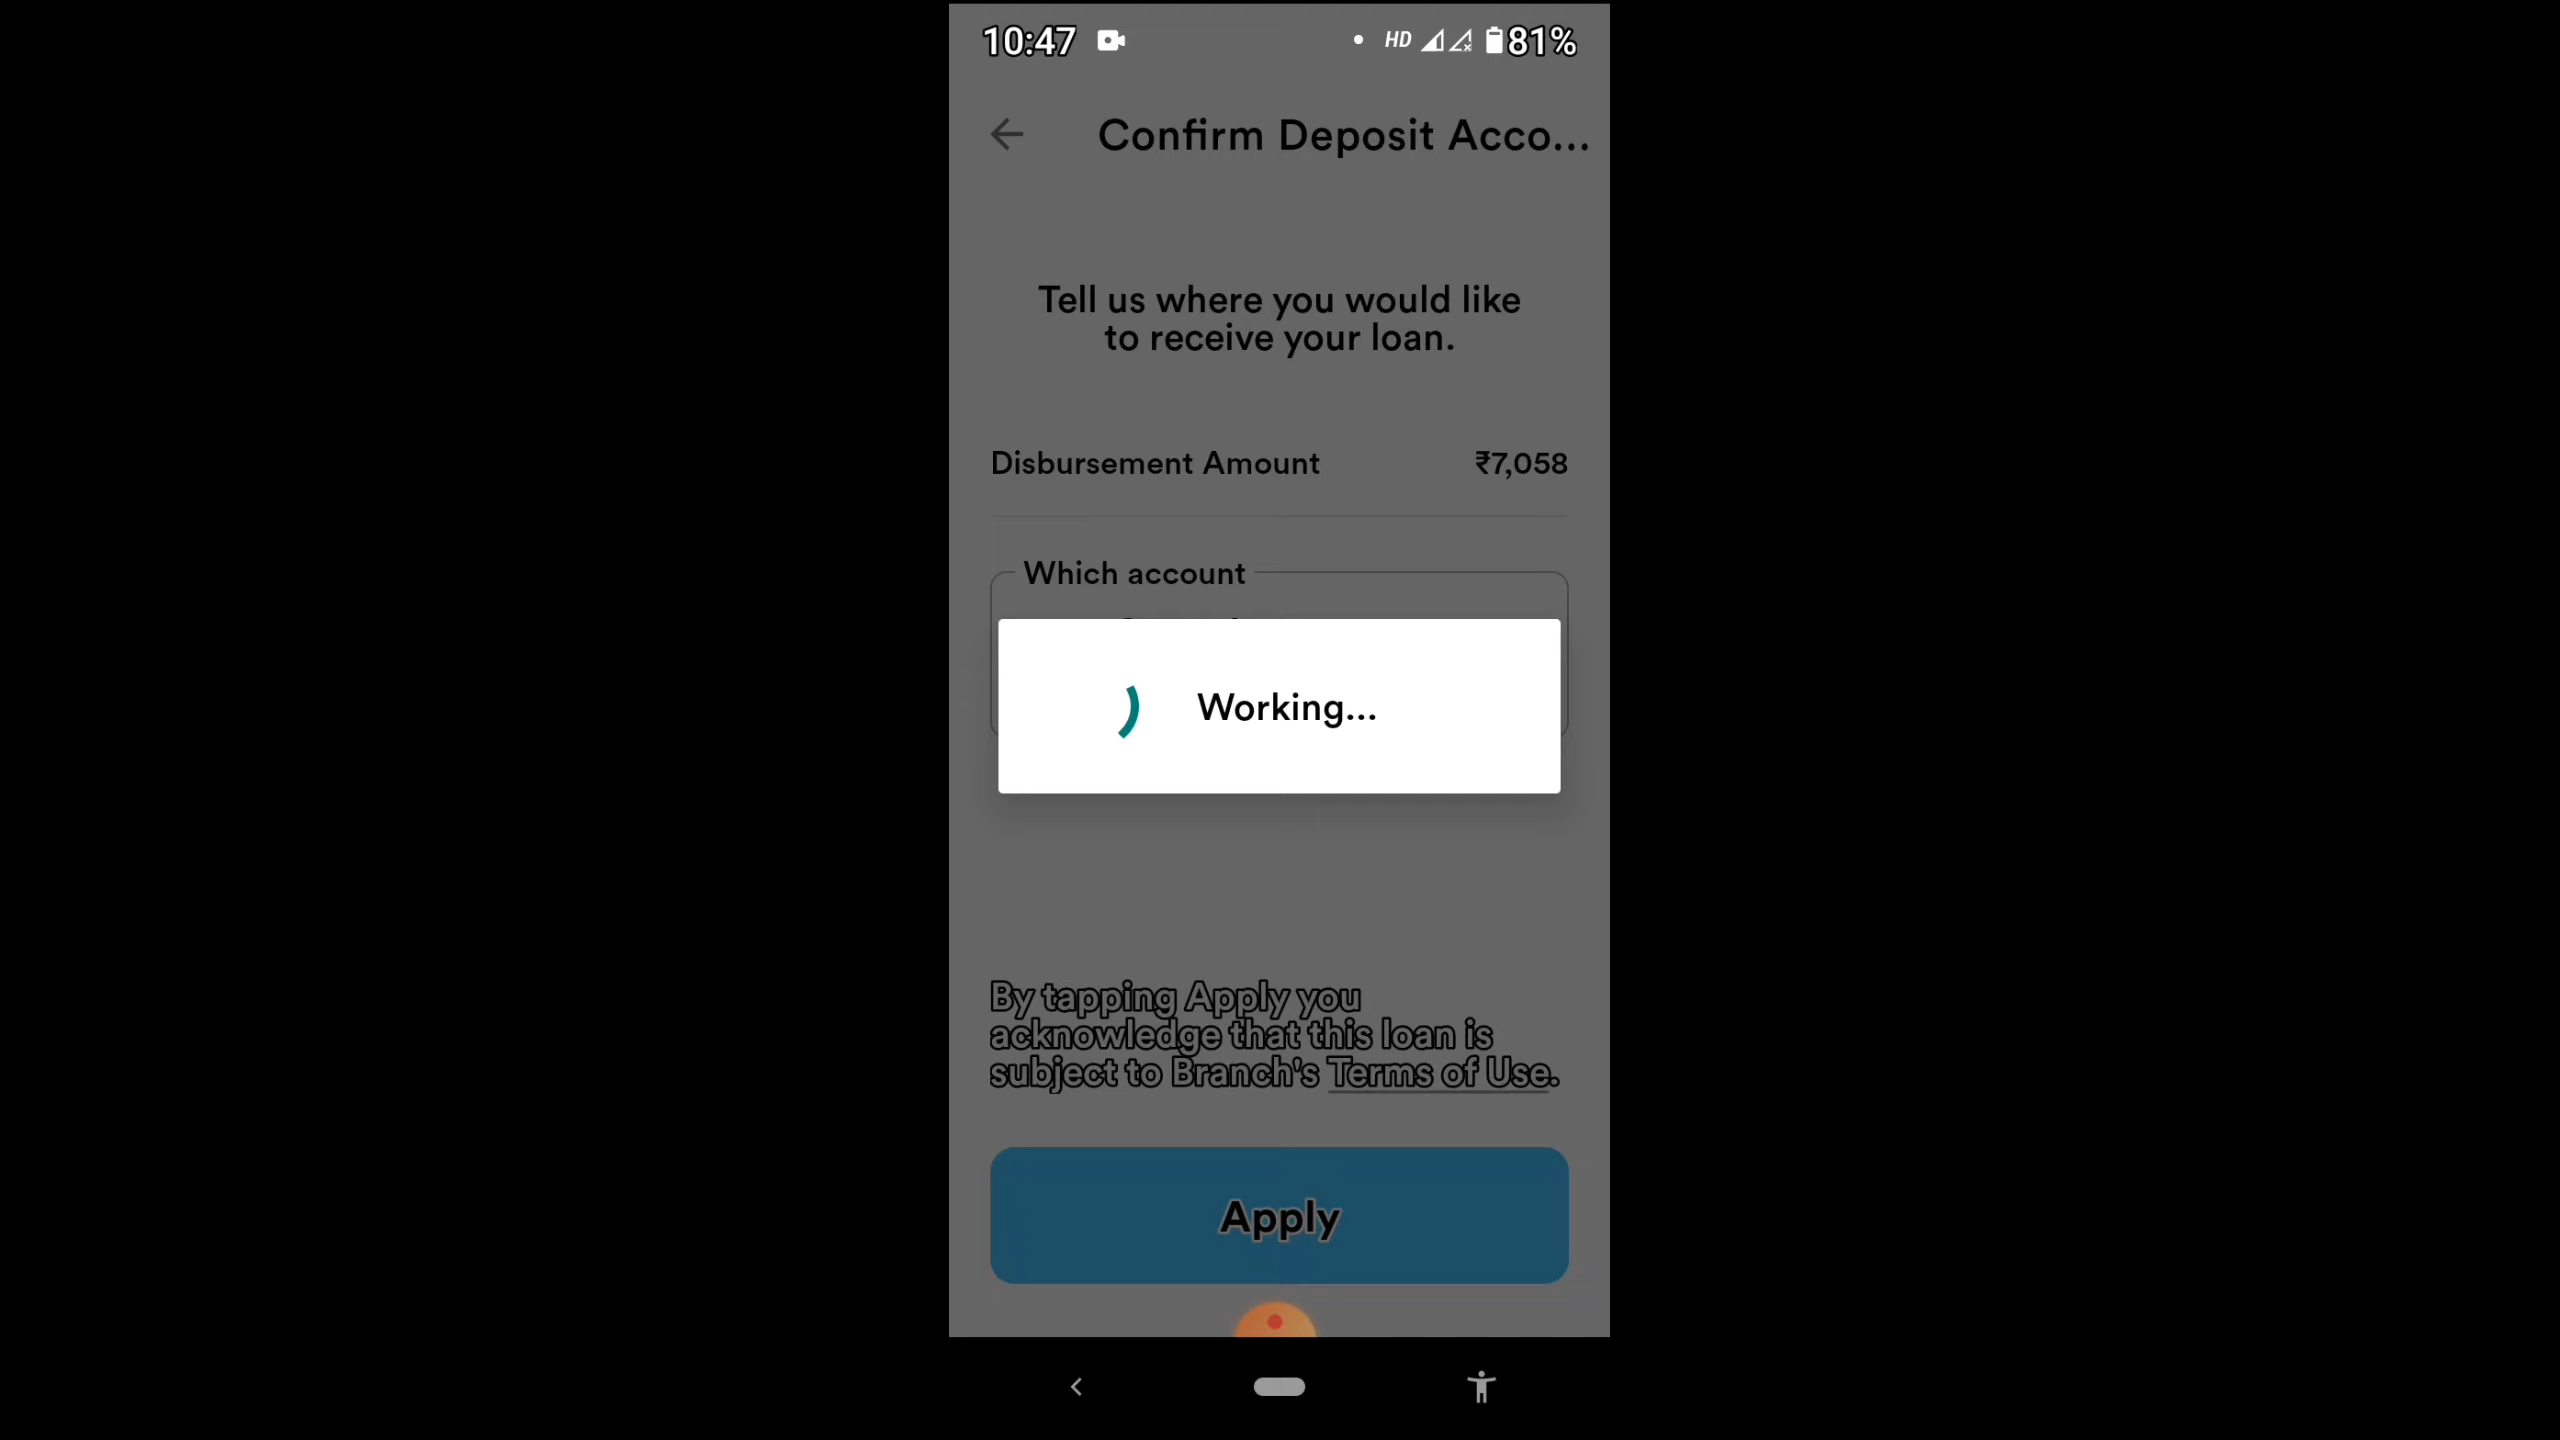 10:47
HD
81%
Confirm Deposit Acco...
Tell us where you would like
to receive your loan.
Disbursement Amount ₹7,058
Which account
Working...
By tapping Apply you
acknowledge that this loan is
subject to Branch's Terms of Use.
Apply